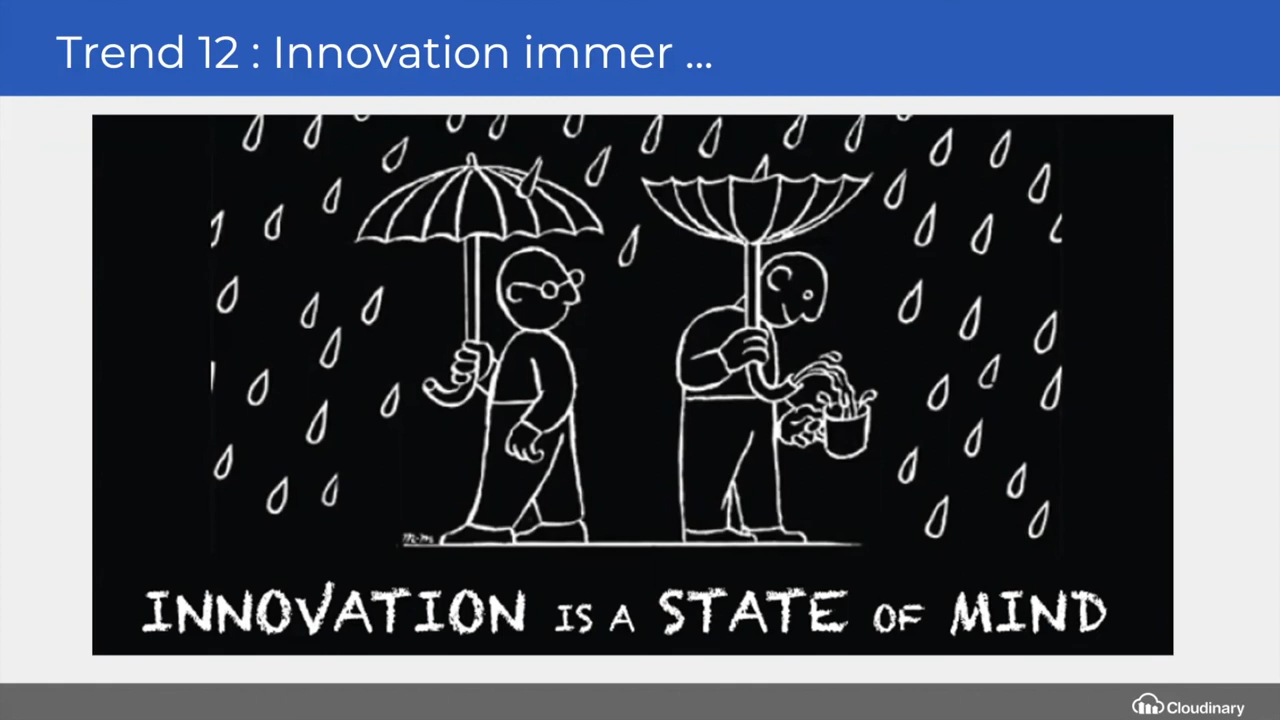 Trend 12 : Innovation immer ...
INNOVATION IS A STATE OF MIND
Cloudinary